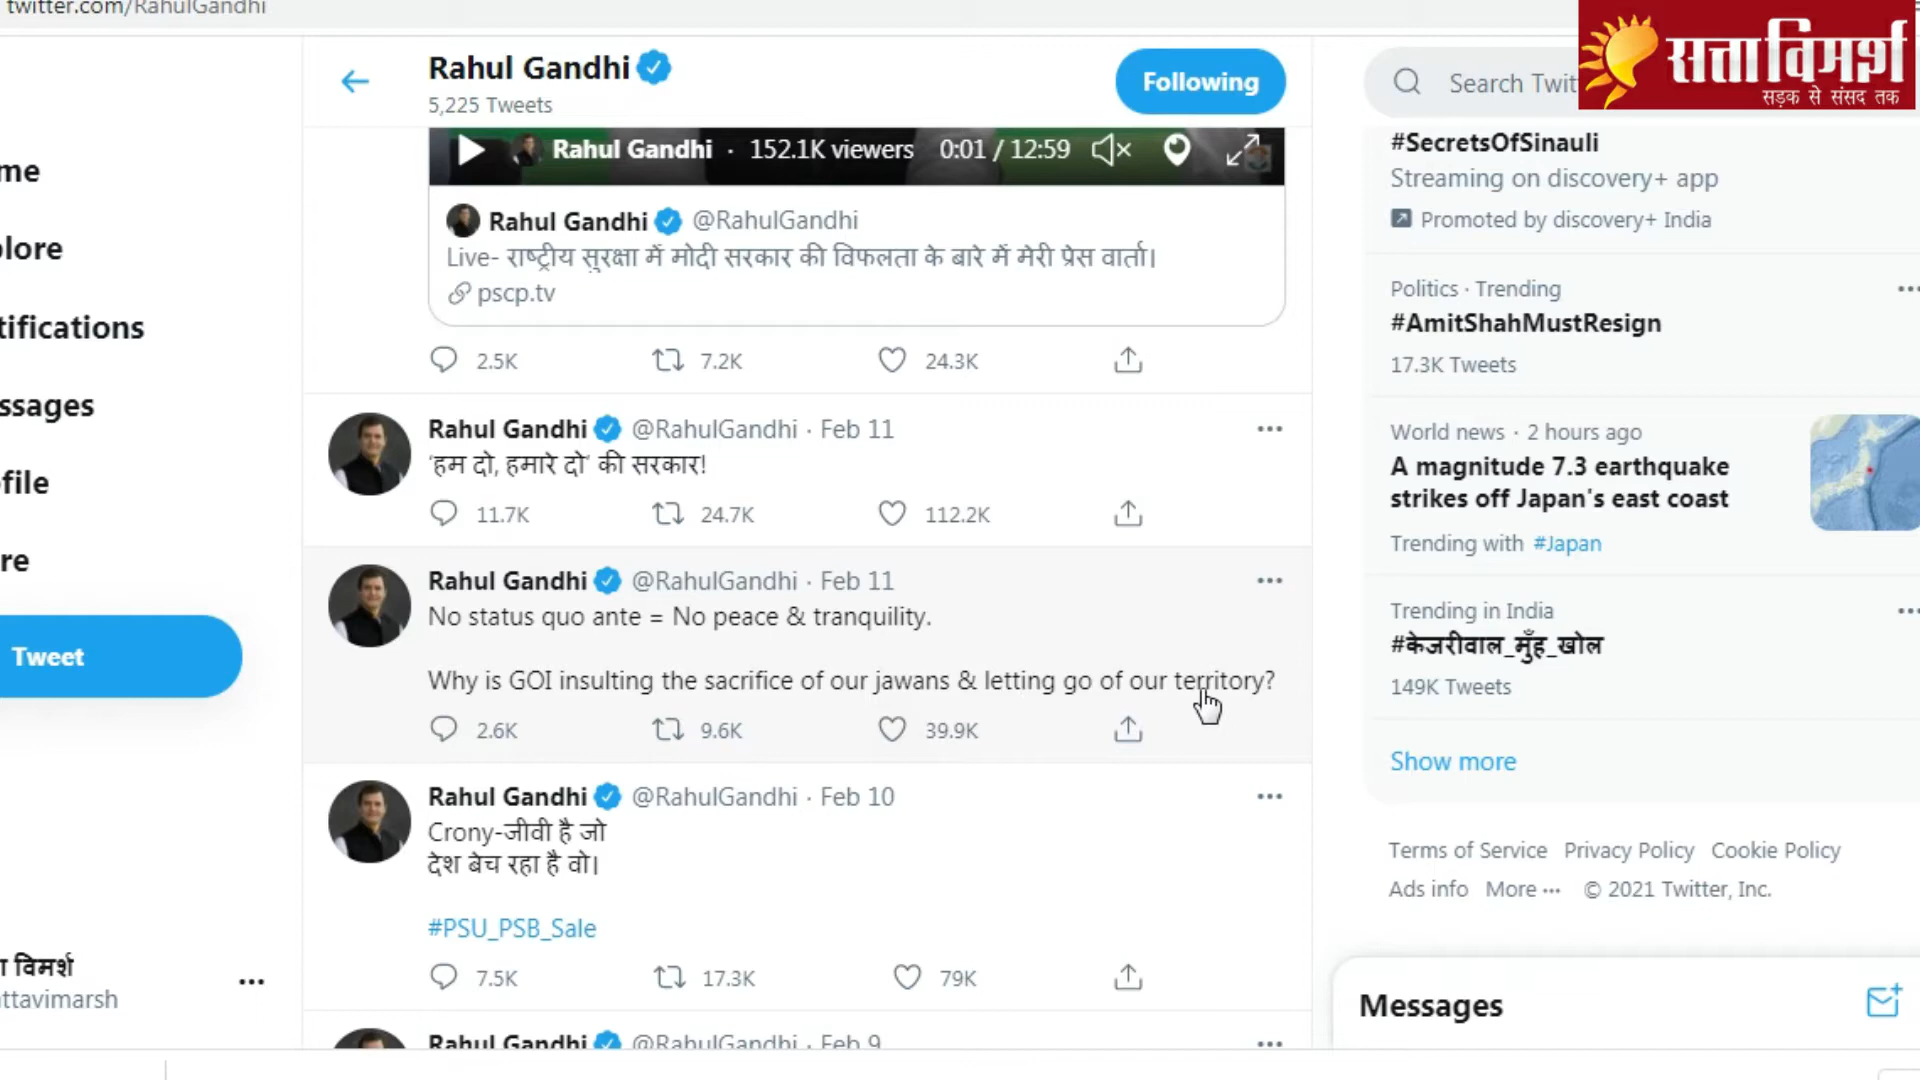 twitter.com/RahulGandhi
सत्ता विमर्श
सड़क से संसद तक
me
lore
tifications
ssages
file
re
Tweet
ा विमर्श
ttavimarsh
Rahul Gandhi
5,225 Tweets
Following
Rahul Gandhi · 152.1K viewers 0:01 / 12:59
Rahul Gandhi @RahulGandhi
Live- राष्ट्रीय सुरक्षा में मोदी सरकार की विफलता के बारे में मेरी प्रेस वार्ता।
pscp.tv
2.5K 7.2K 24.3K
Rahul Gandhi @RahulGandhi · Feb 11
‘हम दो, हमारे दो’ की सरकार!
11.7K 24.7K 112.2K
Rahul Gandhi @RahulGandhi · Feb 11
No status quo ante = No peace & tranquility.
Why is GOI insulting the sacrifice of our jawans & letting go of our territory?
2.6K 9.6K 39.9K
Rahul Gandhi @RahulGandhi · Feb 10
Crony-जीवी है जो
देश बेच रहा है वो।
#PSU_PSB_Sale
7.5K 17.3K 79K
Rahul Gandhi @RahulGandhi · Feb 9
Search Twit
#SecretsOfSinauli
Streaming on discovery+ app
Promoted by discovery+ India
Politics · Trending
#AmitShahMustResign
17.3K Tweets
World news · 2 hours ago
A magnitude 7.3 earthquake
strikes off Japan's east coast
Trending with #Japan
Trending in India
#केजरीवाल_मुँह_खोल
149K Tweets
Show more
Terms of Service Privacy Policy Cookie Policy
Ads info More ··· © 2021 Twitter, Inc.
Messages